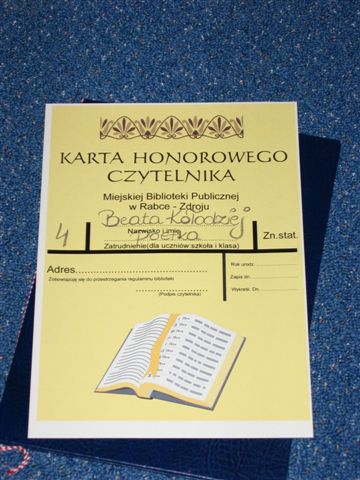 KARTA HONOROWEGO
CZYTELNIKA
Miejskiej Biblioteki Publicznej
w Rabce - Zdroju
Beata Kołodziej
4 Nazwisko i imię Zn.stat.
poetka
Zatrudnienie(dla uczniów szkoła i klasa)
Adres
Zobowiązuję się do przestrzegania regulaminu biblioteki
(Podpis czytelnika)
Rok urodz.
Zapis dn.
Wykreśl. Dn.